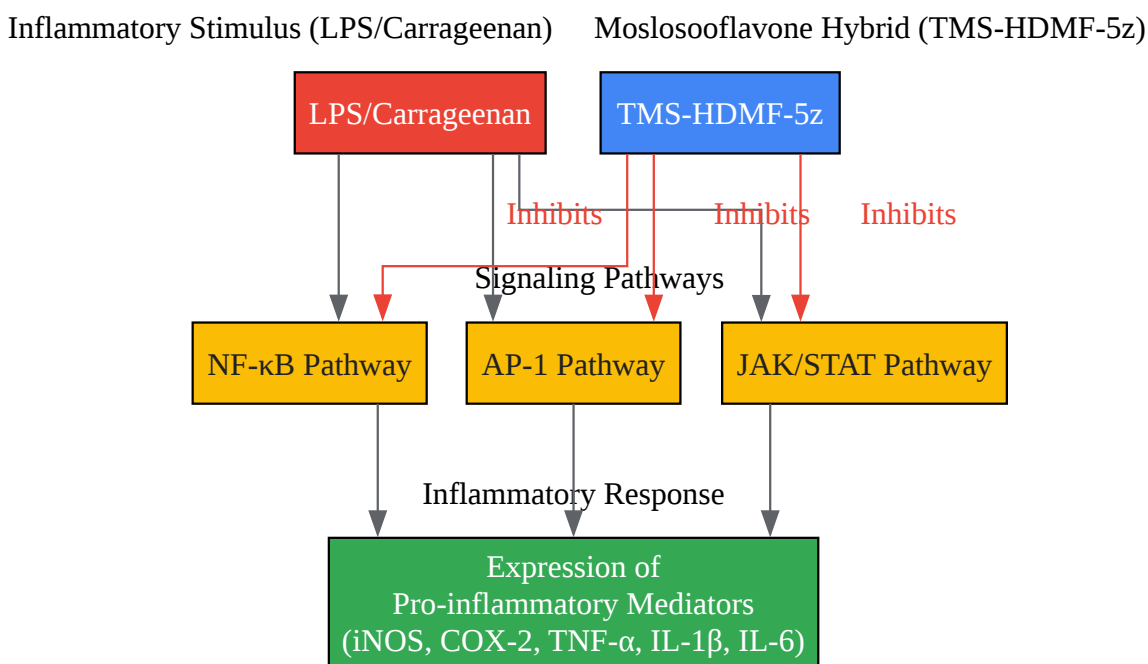 Inflammatory Stimulus (LPS/Carrageenan)
Moslosooflavone Hybrid (TMS-HDMF-5z)
LPS/Carrageenan
TMS-HDMF-5z
Inhibits
Inhibits
Inhibits
Signaling Pathways
NF-κB Pathway
AP-1 Pathway
JAK/STAT Pathway
Inflammatory Response
Expression of
Pro-inflammatory Mediators
(iNOS, COX-2, TNF-α, IL-1β, IL-6)